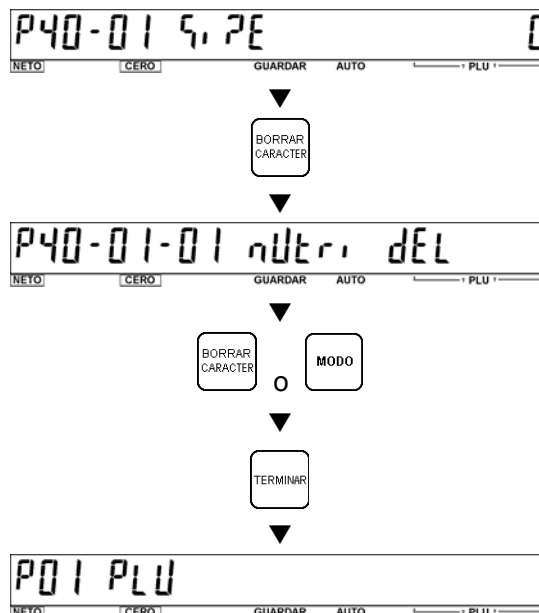 P40-01 SiZE 0
NETO CERO GUARDAR AUTO PLU
BORRAR
CARACTER
P40-01-01 nUtri dEL
NETO CERO GUARDAR AUTO PLU
BORRAR
CARACTER
O
MODO
TERMINAR
P01 PLU
NETO CERO GUARDAR AUTO PLU